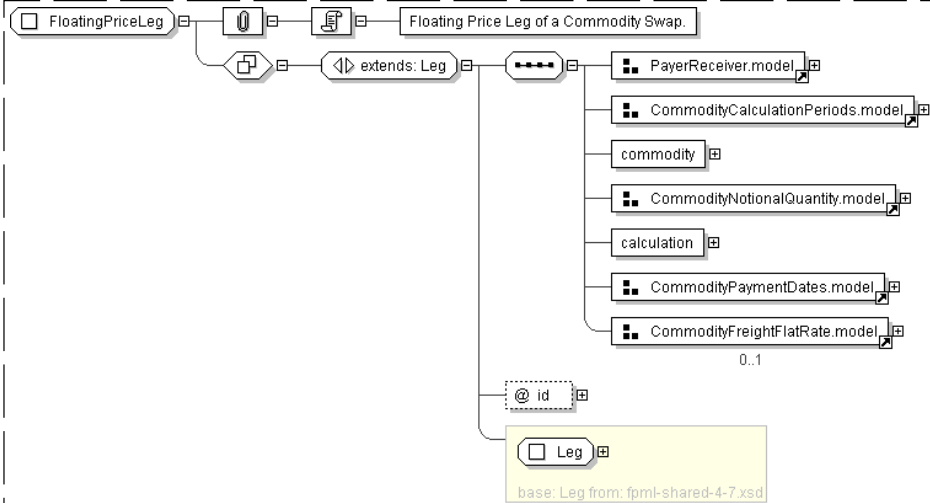 FloatingPriceLeg
Floating Price Leg of a Commodity Swap.
extends: Leg
PayerReceiver.model
CommodityCalculationPeriods.model
commodity
CommodityNotionalQuantity.model
calculation
CommodityPaymentDates.model
CommodityFreightFlatRate.model
0..1
@ id
Leg
base: Leg from: fpml-shared-4-7.xsd